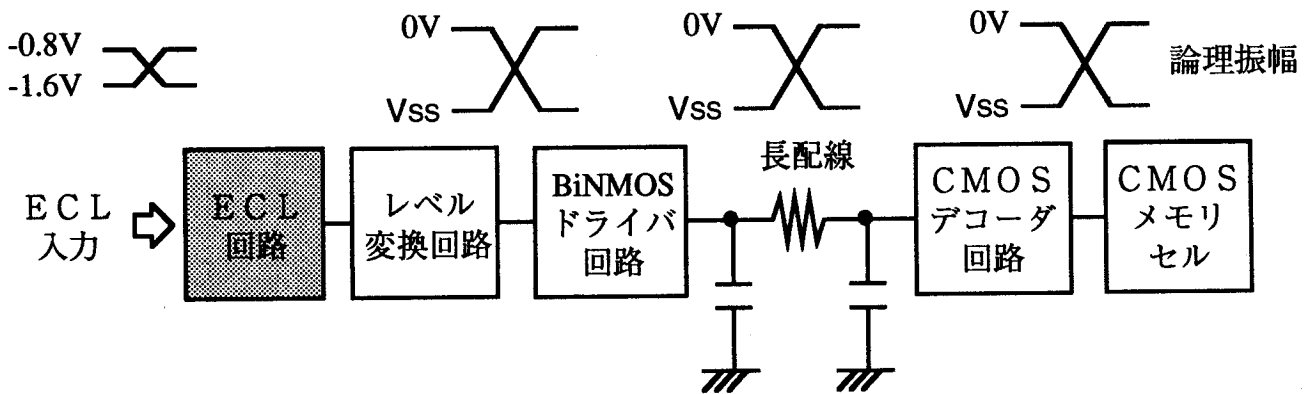 -0.8V
-1.6V
0V
Vss
0V
Vss
0V
Vss
論理振幅
ECL
入力
ECL
回路
レベル
変換回路
BiNMOS
ドライバ
回路
長配線
CMOS
デコーダ
回路
CMOS
メモリ
セル